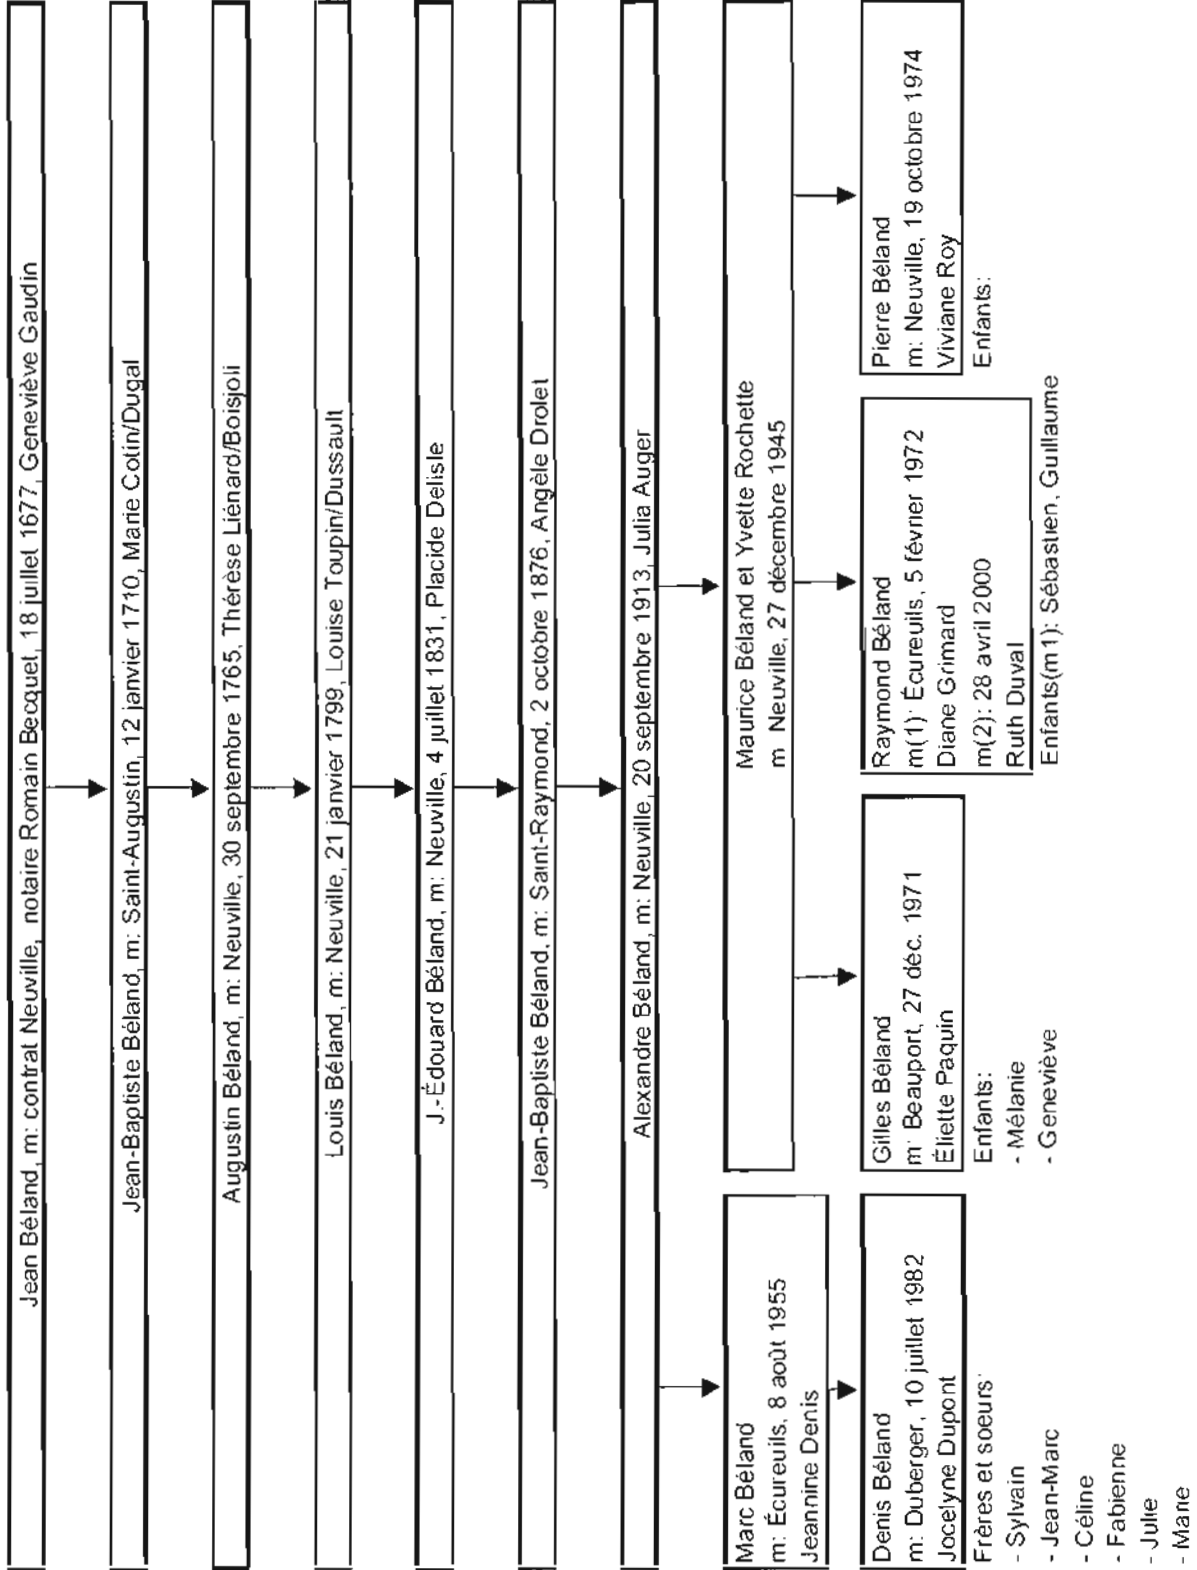 Jean Béland, m: contrat Neuville, notaire Romain Becquet, 18 juillet 1677, Geneviève Gaudin
Jean-Baptiste Béland, m: Saint-Augustin, 12 janvier 1710, Marie Cotin/Dugal
Augustin Béland, m: Neuville, 30 septembre 1765, Thérèse Liénard/Boisjoli
Louis Béland, m: Neuville, 21 janvier 1799, Louise Toupin/Dussault
J.-Édouard Béland, m: Neuville, 4 juillet 1831, Placide Delisle
Jean-Baptiste Béland, m: Saint-Raymond, 2 octobre 1876, Angèle Drolet
Alexandre Béland, m: Neuville, 20 septembre 1913, Julia Auger
Marc Béland
m: Écureuils, 8 août 1955
Jeannine Denis
Maurice Béland et Yvette Rochette
m Neuville, 27 décembre 1945
Denis Béland
m: Duberger, 10 juillet 1982
Jocelyne Dupont
Frères et soeurs:
- Sylvain
- Jean-Marc
- Céline
- Fabienne
- Julie
- Marie
Gilles Béland
m: Beauport, 27 déc. 1971
Éliette Paquin
Enfants:
- Mélanie
- Geneviève
Raymond Béland
m(1): Écureuils, 5 février 1972
Diane Grimard
m(2): 28 avril 2000
Ruth Duval
Enfants(m1): Sébastien, Guillaume
Pierre Béland
m: Neuville, 19 octobre 1974
Viviane Roy
Enfants: